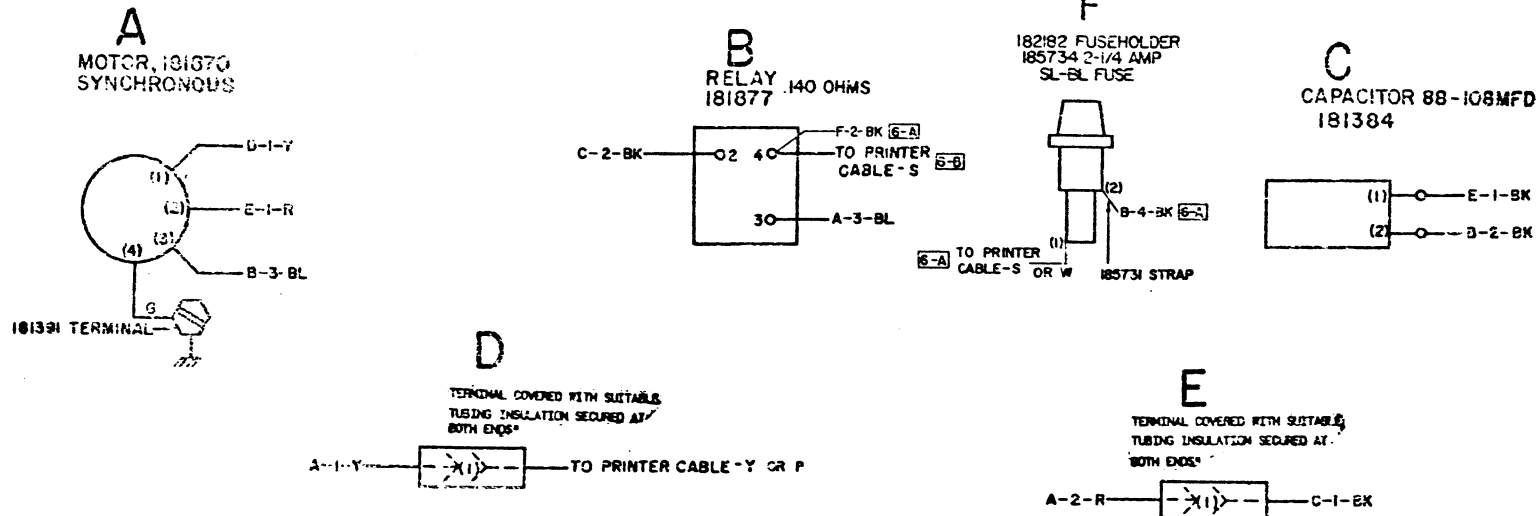 A
MOTOR, 181870
SYNCHRONOUS
D-1-Y
(1)
(2)
E-1-R
(3)
(4)
B-3-BL
G
181391 TERMINAL
B
RELAY .140 OHMS
181877
C-2-BK
2
4
F-2-BK 6-A
TO PRINTER
CABLE-S 6-B
3
A-3-BL
F
182182 FUSEHOLDER
185734 2-1/4 AMP
SL-BL FUSE
(2)
B-4-BK 6-A
(1)
6-A TO PRINTER
CABLE-S OR W
185731 STRAP
C
CAPACITOR 88-108MFD
181384
(1)
E-1-BK
(2)
B-2-BK
D
TERMINAL COVERED WITH SUITABLE
TUBING INSULATION SECURED AT
BOTH ENDS"
A-1-Y
(1)
TO PRINTER CABLE-Y OR P
E
TERMINAL COVERED WITH SUITABLE
TUBING INSULATION SECURED AT
BOTH ENDS"
A-2-R
(1)
C-1-BK